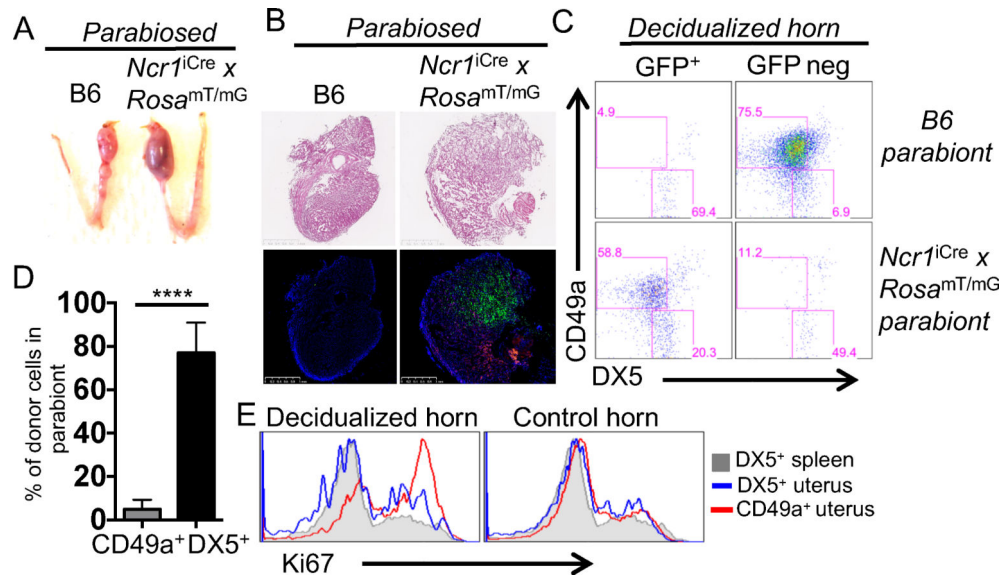 A
Parabiosed
B6
Ncr1iCre x
RosamT/mG
B
Parabiosed
B6
Ncr1iCre x
RosamT/mG
C
Decidualized horn
GFP+
GFP neg
4.9
69.4
75.5
6.9
B6
parabiont
58.8
20.3
11.2
49.4
Ncr1iCre x
RosamT/mG
parabiont
CD49a
DX5
D
% of donor cells in
parabiont
100
80
60
40
20
0
****
CD49a+ DX5+
E
Decidualized horn
Control horn
Ki67
DX5+ spleen
DX5+ uterus
CD49a+ uterus